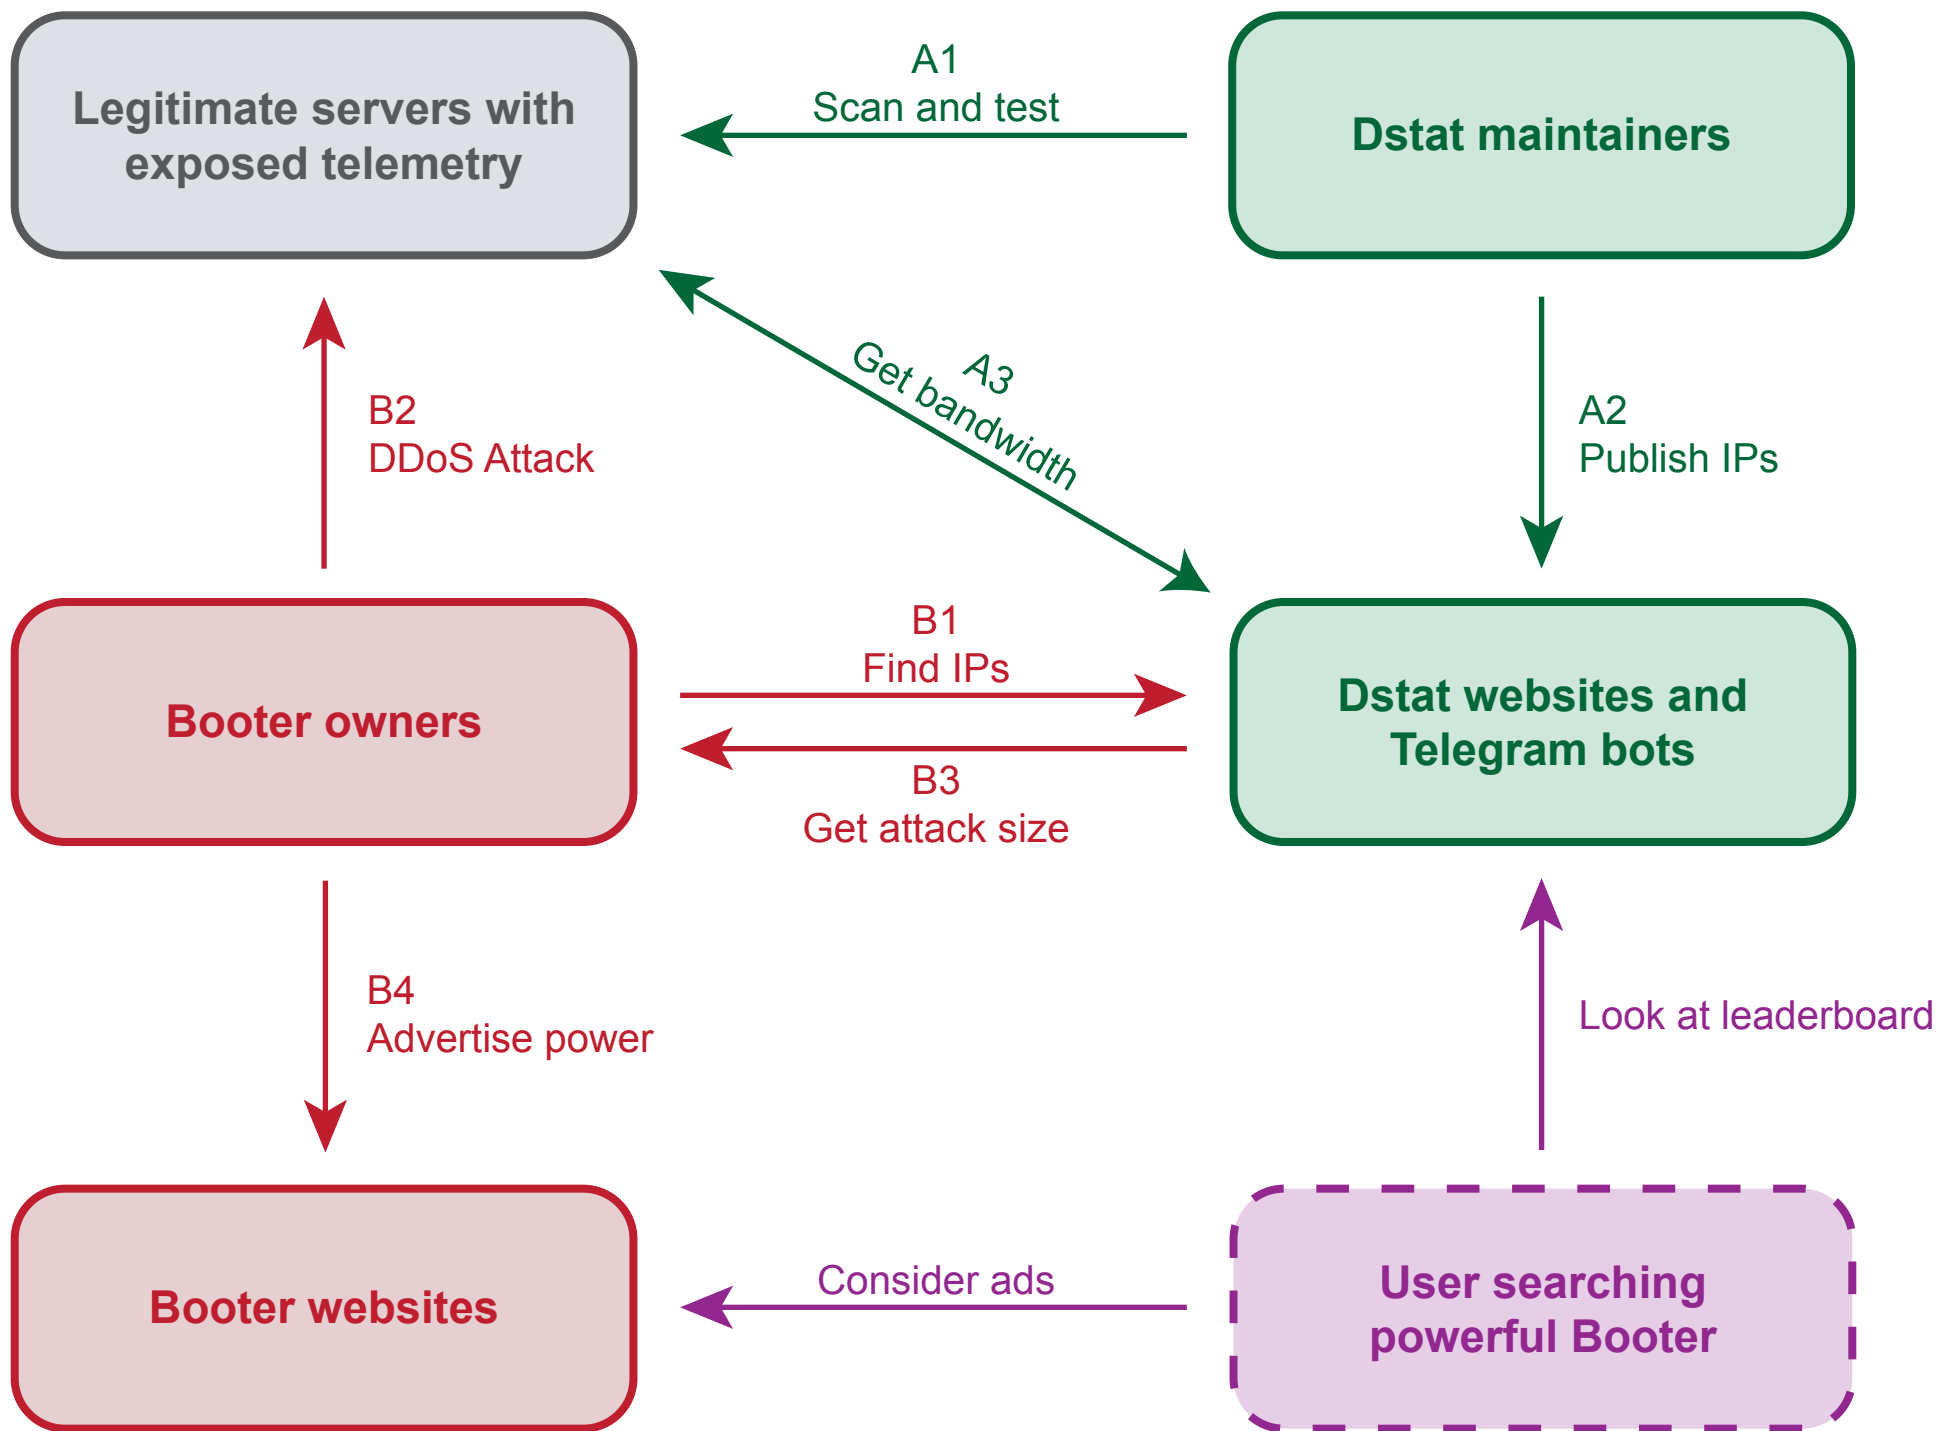 Legitimate servers with
exposed telemetry
A1
Scan and test
Dstat maintainers
B2
DDoS Attack
A3
Get bandwidth
A2
Publish IPs
Booter owners
B1
Find IPs
B3
Get attack size
Dstat websites and
Telegram bots
B4
Advertise power
Look at leaderboard
Booter websites
Consider ads
User searching
powerful Booter